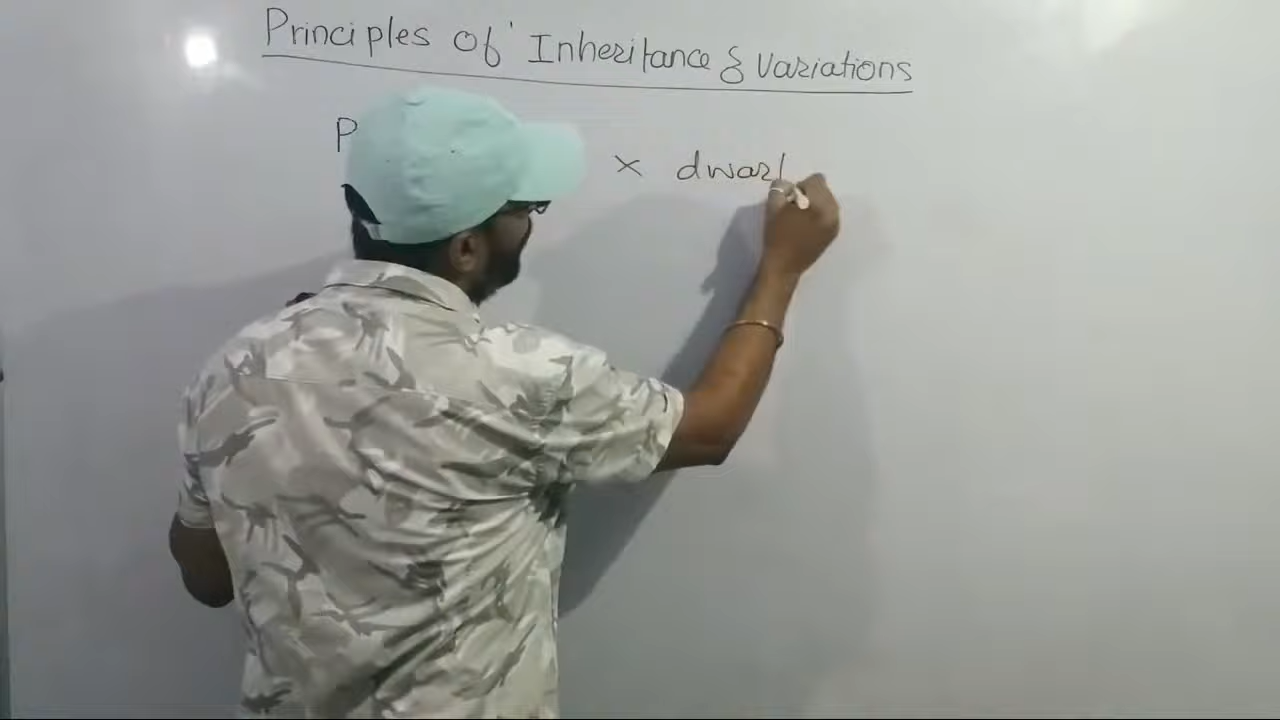 Principles of Inheritance & variations
P
× dwarf